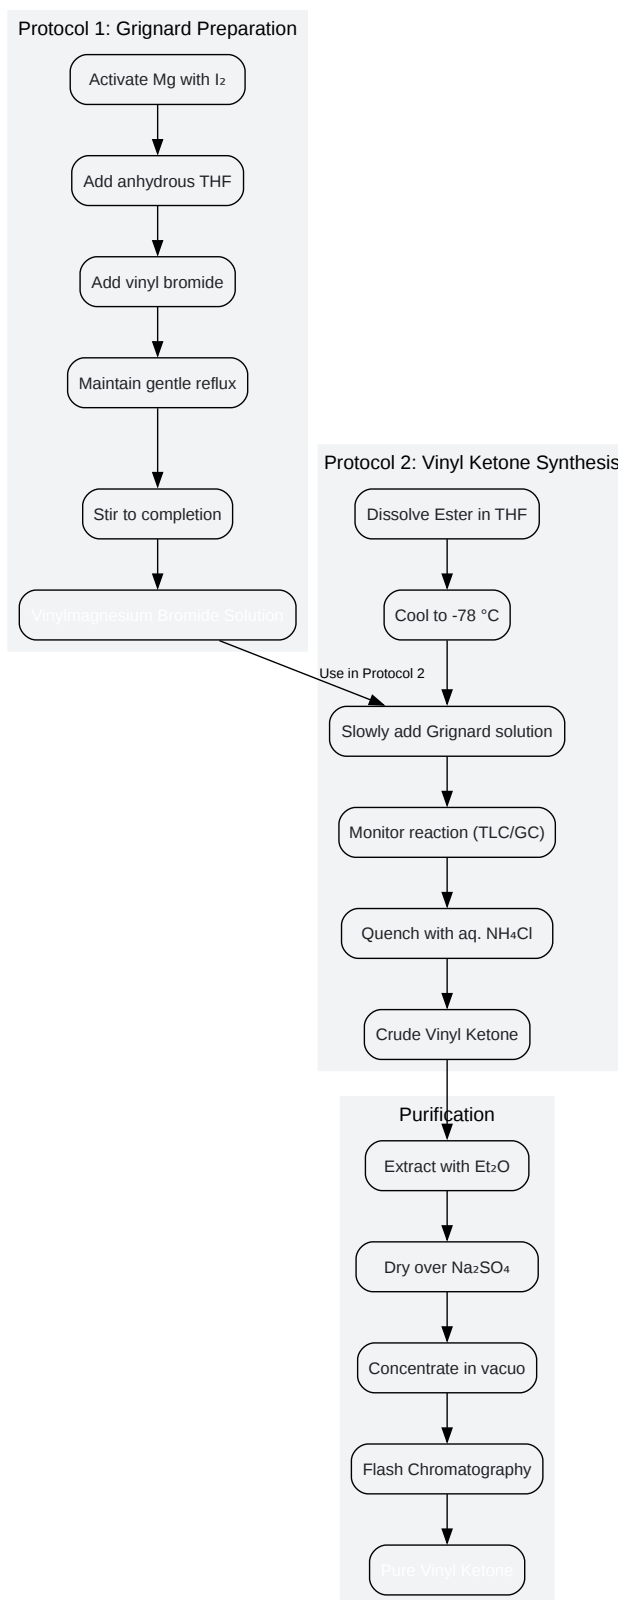 Protocol 1: Grignard Preparation
Activate Mg with I₂
Add anhydrous THF
Add vinyl bromide
Maintain gentle reflux
Stir to completion
Vinylmagnesium Bromide Solution
Use in Protocol 2
Protocol 2: Vinyl Ketone Synthesis
Dissolve Ester in THF
Cool to -78 °C
Slowly add Grignard solution
Monitor reaction (TLC/GC)
Quench with aq. NH₄Cl
Crude Vinyl Ketone
Purification
Extract with Et₂O
Dry over Na₂SO₄
Concentrate in vacuo
Flash Chromatography
Pure Vinyl Ketone